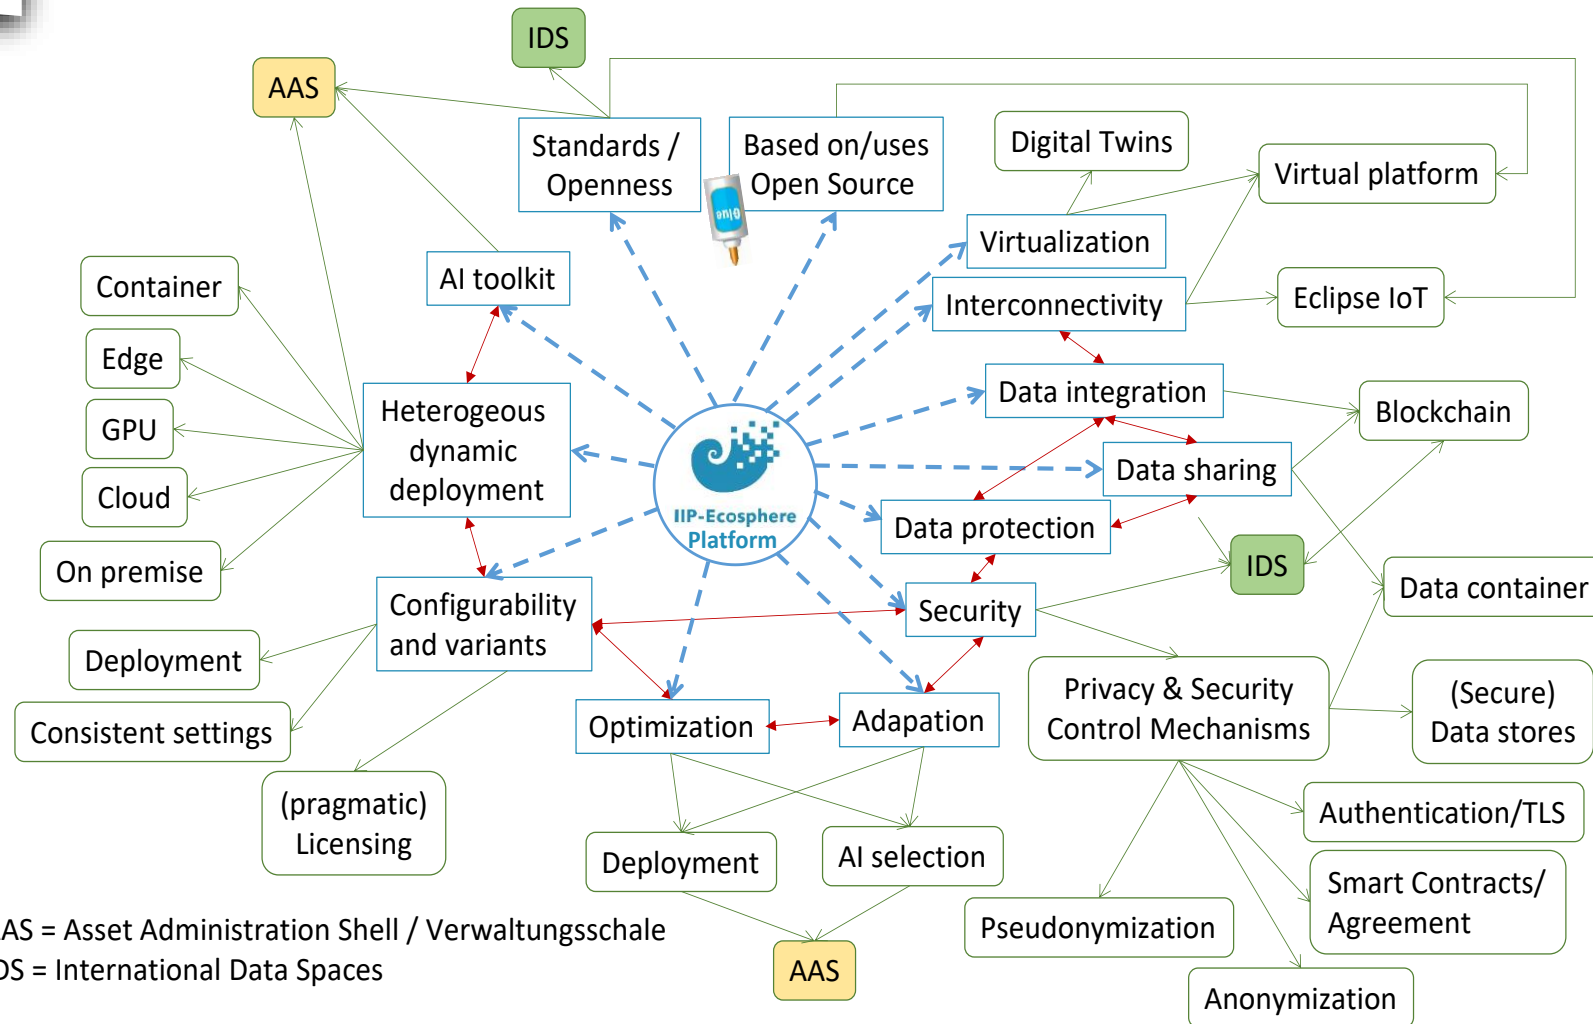 IDS
AAS
Standards /
Openness
Based on/uses
Open Source
Glue
Digital Twins
Virtual platform
Virtualization
AI toolkit
Container
Interconnectivity
Eclipse IoT
Edge
Heterogeous
dynamic
deployment
Data integration
Blockchain
GPU
Data sharing
Cloud
IIP-Ecosphere
Platform
Data protection
On premise
IDS
Data container
Configurability
and variants
Security
Deployment
Privacy & Security
Control Mechanisms
(Secure)
Data stores
Consistent settings
Optimization
Adapation
(pragmatic)
Licensing
Authentication/TLS
Deployment
AI selection
Smart Contracts/
Agreement
Pseudonymization
AS = Asset Administration Shell / Verwaltungsschale
DS = International Data Spaces
AAS
Anonymization